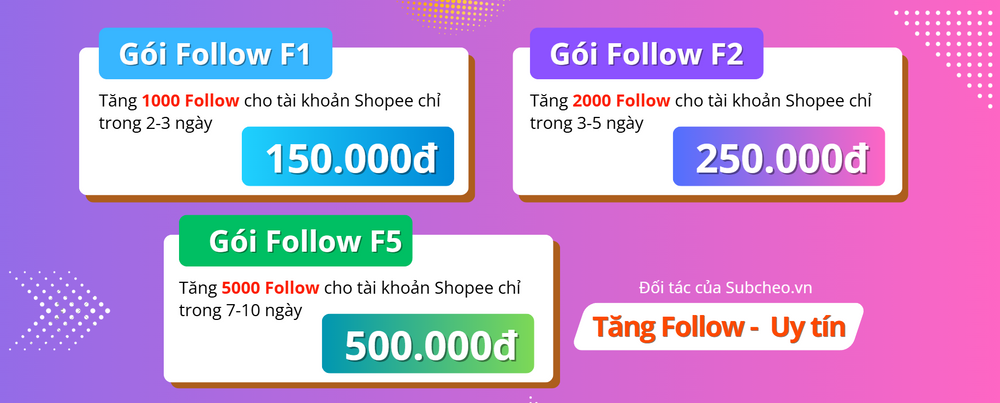 Gói Follow F1
Tăng 1000 Follow cho tài khoản Shopee chỉ
trong 2-3 ngày
150.000đ
Gói Follow F2
Tăng 2000 Follow cho tài khoản Shopee chỉ
trong 3-5 ngày
250.000đ
Gói Follow F5
Tăng 5000 Follow cho tài khoản Shopee chỉ
trong 7-10 ngày
500.000đ
Đối tác của Subcheo.vn
Tăng Follow - Uy tín